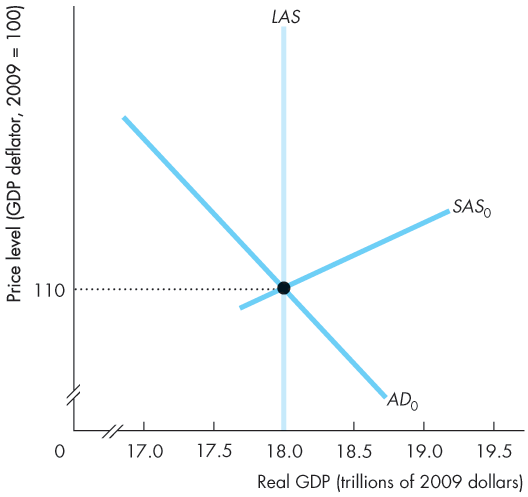 LAS
Price level (GDP deflator, 2009 = 100)
SAS0
110
AD0
0
17.0 17.5 18.0 18.5 19.0 19.5
Real GDP (trillions of 2009 dollars)